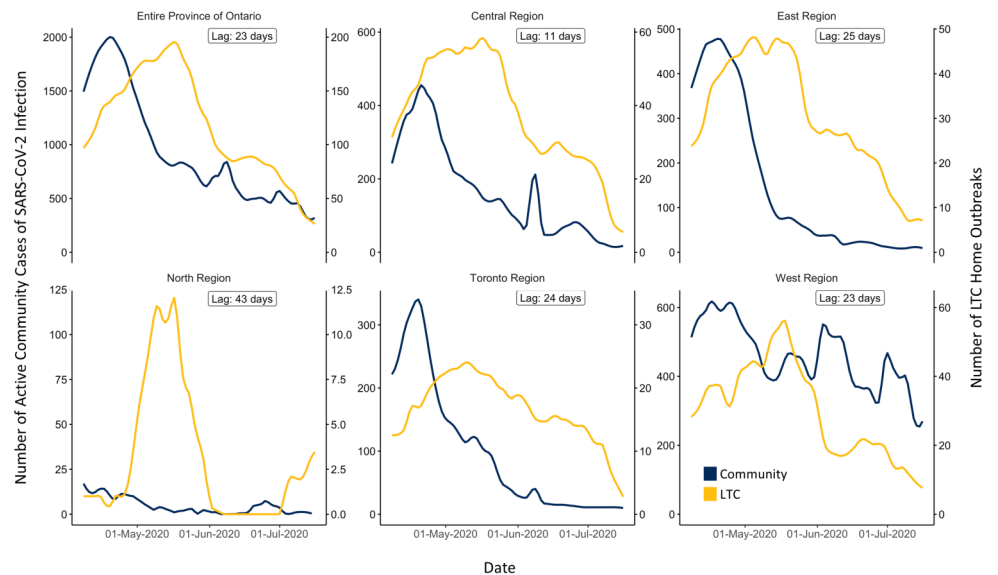 Entire Province of Ontario
Central Region
East Region
Lag: 23 days
Lag: 11 days
Lag: 25 days
2000
1500
1000
500
0
200
150
100
50
0
600
400
200
0
60
40
20
0
500
400
300
200
100
0
50
40
30
20
10
0
North Region
Toronto Region
West Region
Lag: 43 days
Lag: 24 days
Lag: 23 days
125
100
75
50
25
0
12.5
10.0
7.5
5.0
2.5
0.0
300
200
100
0
30
20
10
0
600
400
200
0
60
40
20
0
Community
LTC
01-May-2020 01-Jun-2020 01-Jul-2020
01-May-2020 01-Jun-2020 01-Jul-2020
01-May-2020 01-Jun-2020 01-Jul-2020
Date
Number of Active Community Cases of SARS-CoV-2 Infection
Number of LTC Home Outbreaks